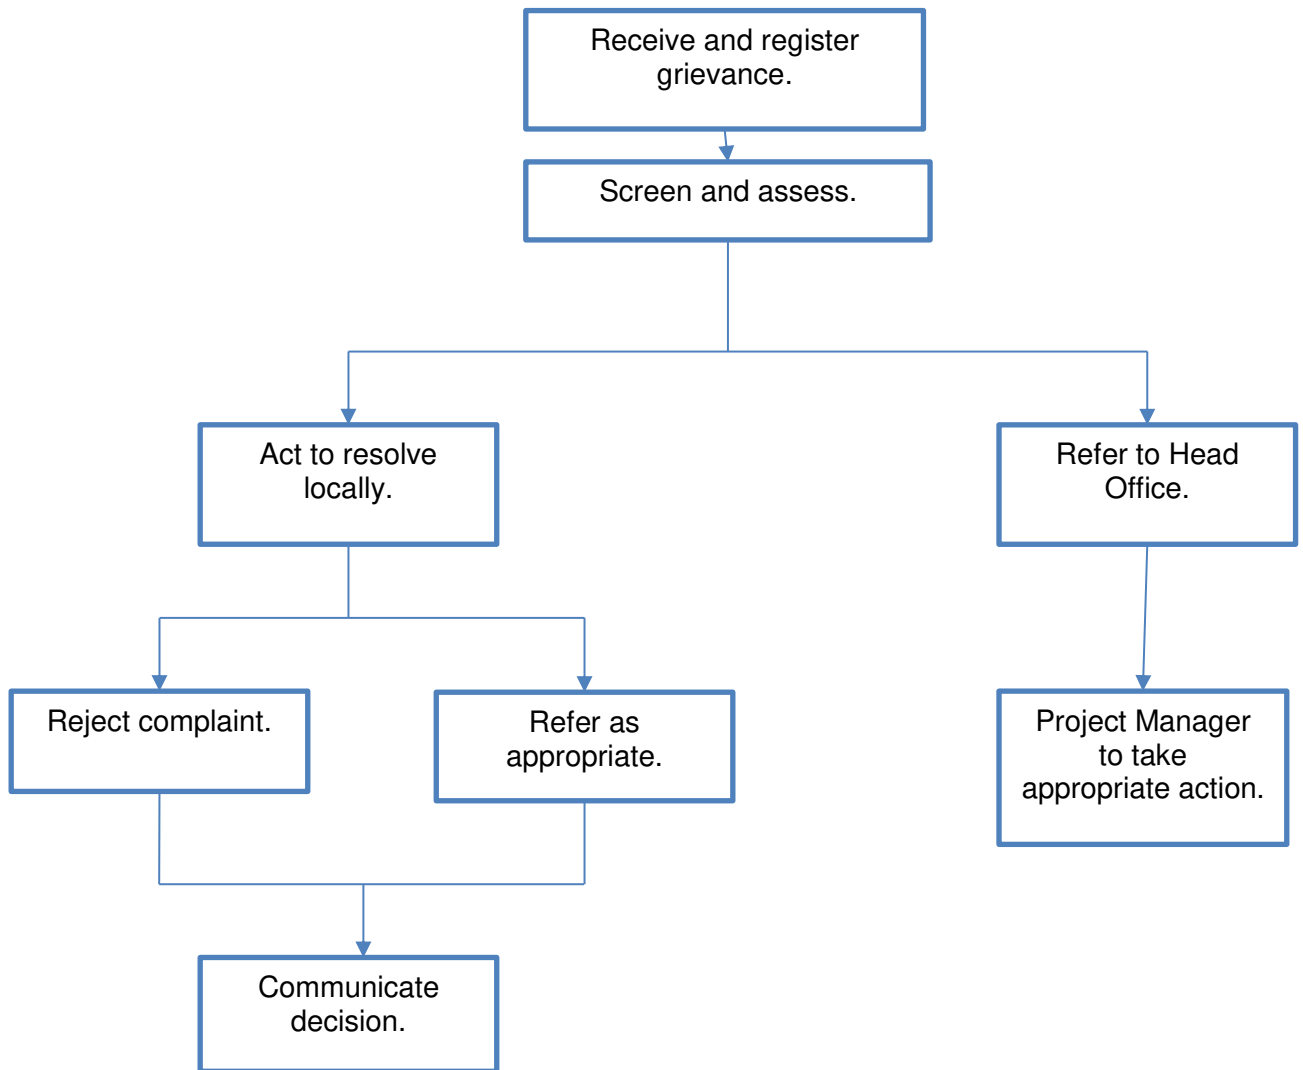 Receive and register
grievance.
Screen and assess.
Act to resolve
locally.
Refer to Head
Office.
Reject complaint.
Refer as
appropriate.
Project Manager
to take
appropriate action.
Communicate
decision.